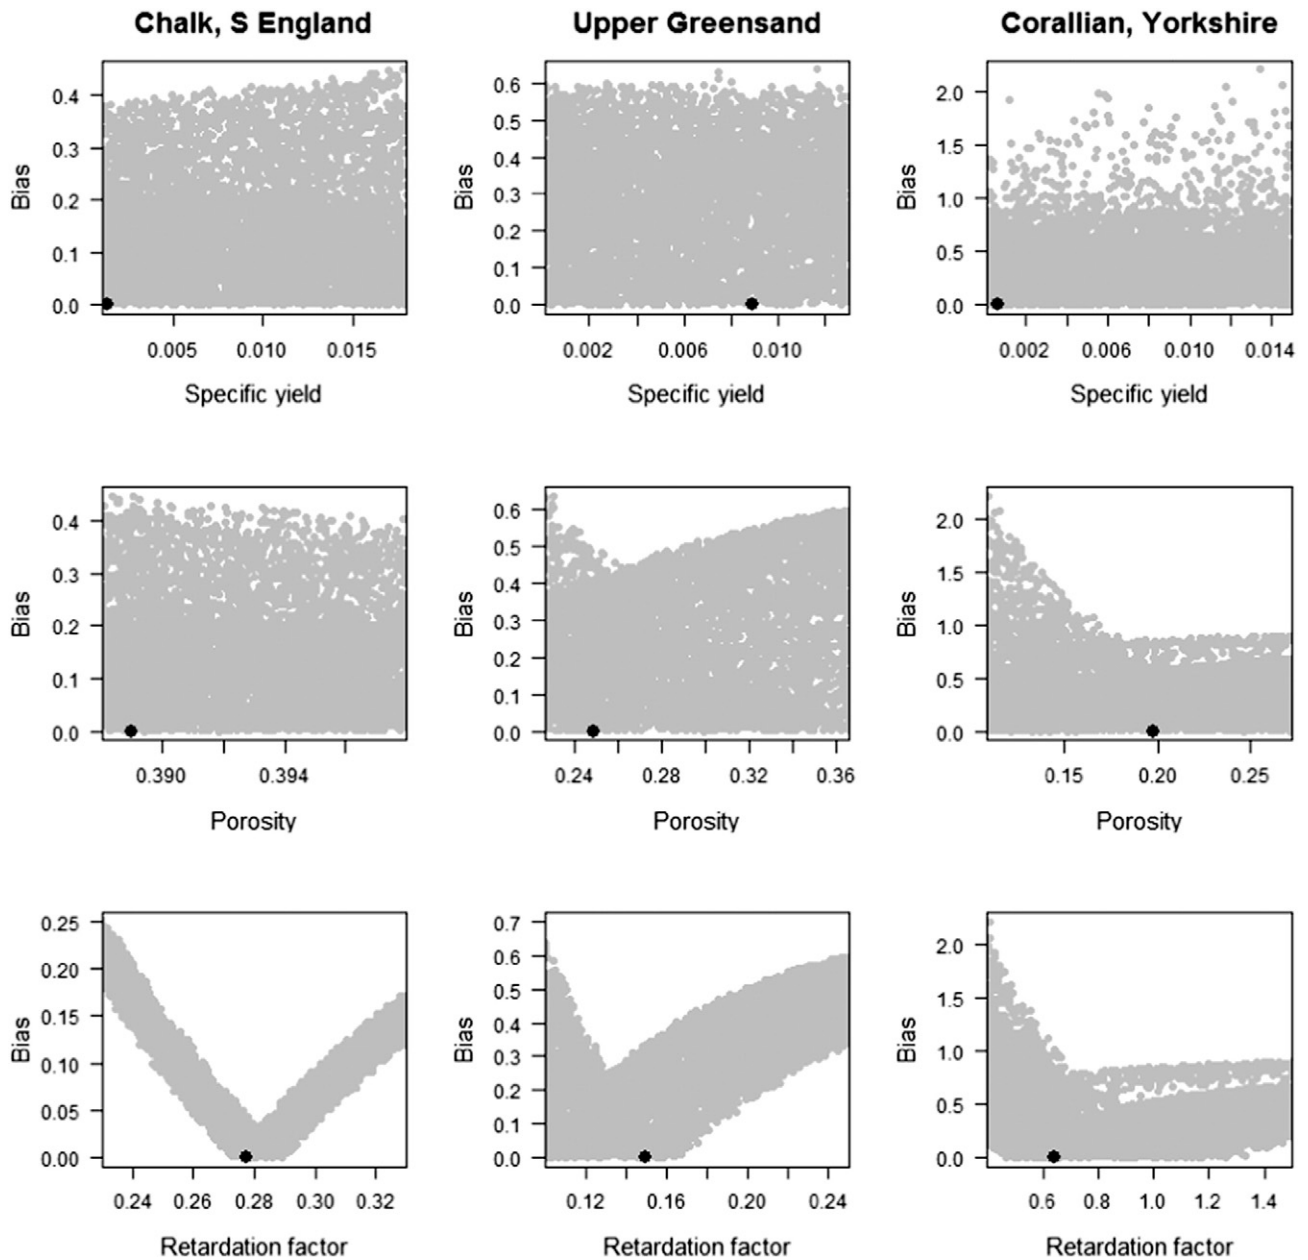 Chalk, S England
Upper Greensand
Corallian, Yorkshire
Bias
0.4
0.3
0.2
0.1
0.0
0.005 0.010 0.015
Specific yield
Bias
0.6
0.5
0.4
0.3
0.2
0.1
0.0
0.002 0.006 0.010
Specific yield
Bias
2.0
1.5
1.0
0.5
0.0
0.002 0.006 0.010 0.014
Specific yield
Bias
0.4
0.3
0.2
0.1
0.0
0.390 0.394
Porosity
Bias
0.6
0.5
0.4
0.3
0.2
0.1
0.0
0.24 0.28 0.32 0.36
Porosity
Bias
2.0
1.5
1.0
0.5
0.0
0.15 0.20 0.25
Porosity
Bias
0.25
0.20
0.15
0.10
0.05
0.00
0.24 0.26 0.28 0.30 0.32
Retardation factor
Bias
0.7
0.6
0.5
0.4
0.3
0.2
0.1
0.0
0.12 0.16 0.20 0.24
Retardation factor
Bias
2.0
1.5
1.0
0.5
0.0
0.6 0.8 1.0 1.2 1.4
Retardation factor